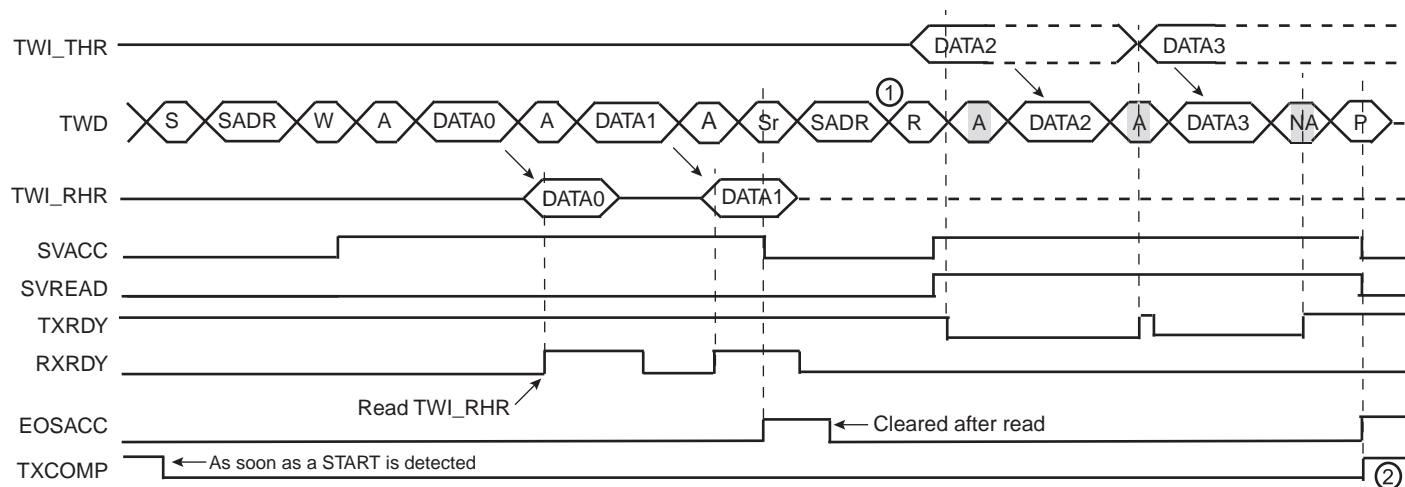 TWI_THR DATA2 DATA3
1
TWD S SADR W A DATA0 A DATA1 A Sr SADR R A DATA2 A DATA3 NA P
TWI_RHR DATA0 DATA1
SVACC
SVREAD
TXRDY
RXRDY
Read TWI_RHR
EOSACC Cleared after read
TXCOMP As soon as a START is detected 2